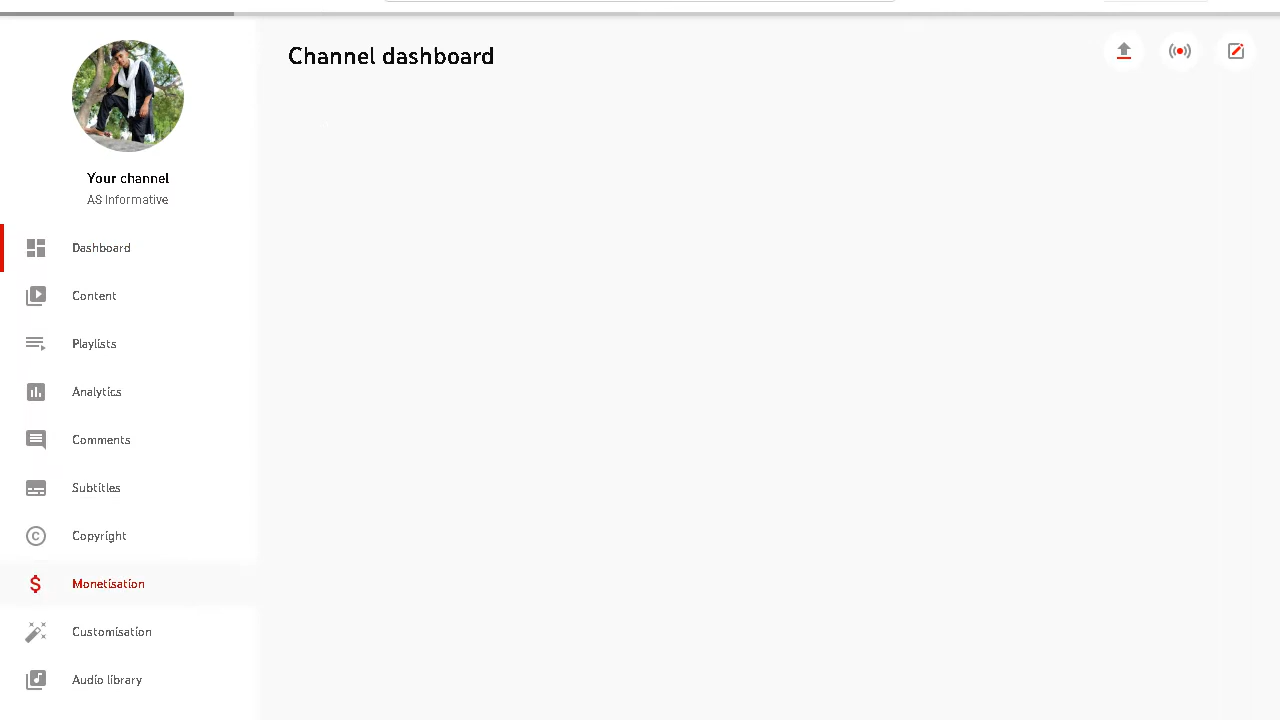 Channel dashboard
Your channel
AS Informative
Dashboard
Content
Playlists
Analytics
Comments
Subtitles
Copyright
Monetisation
Customisation
Audio library